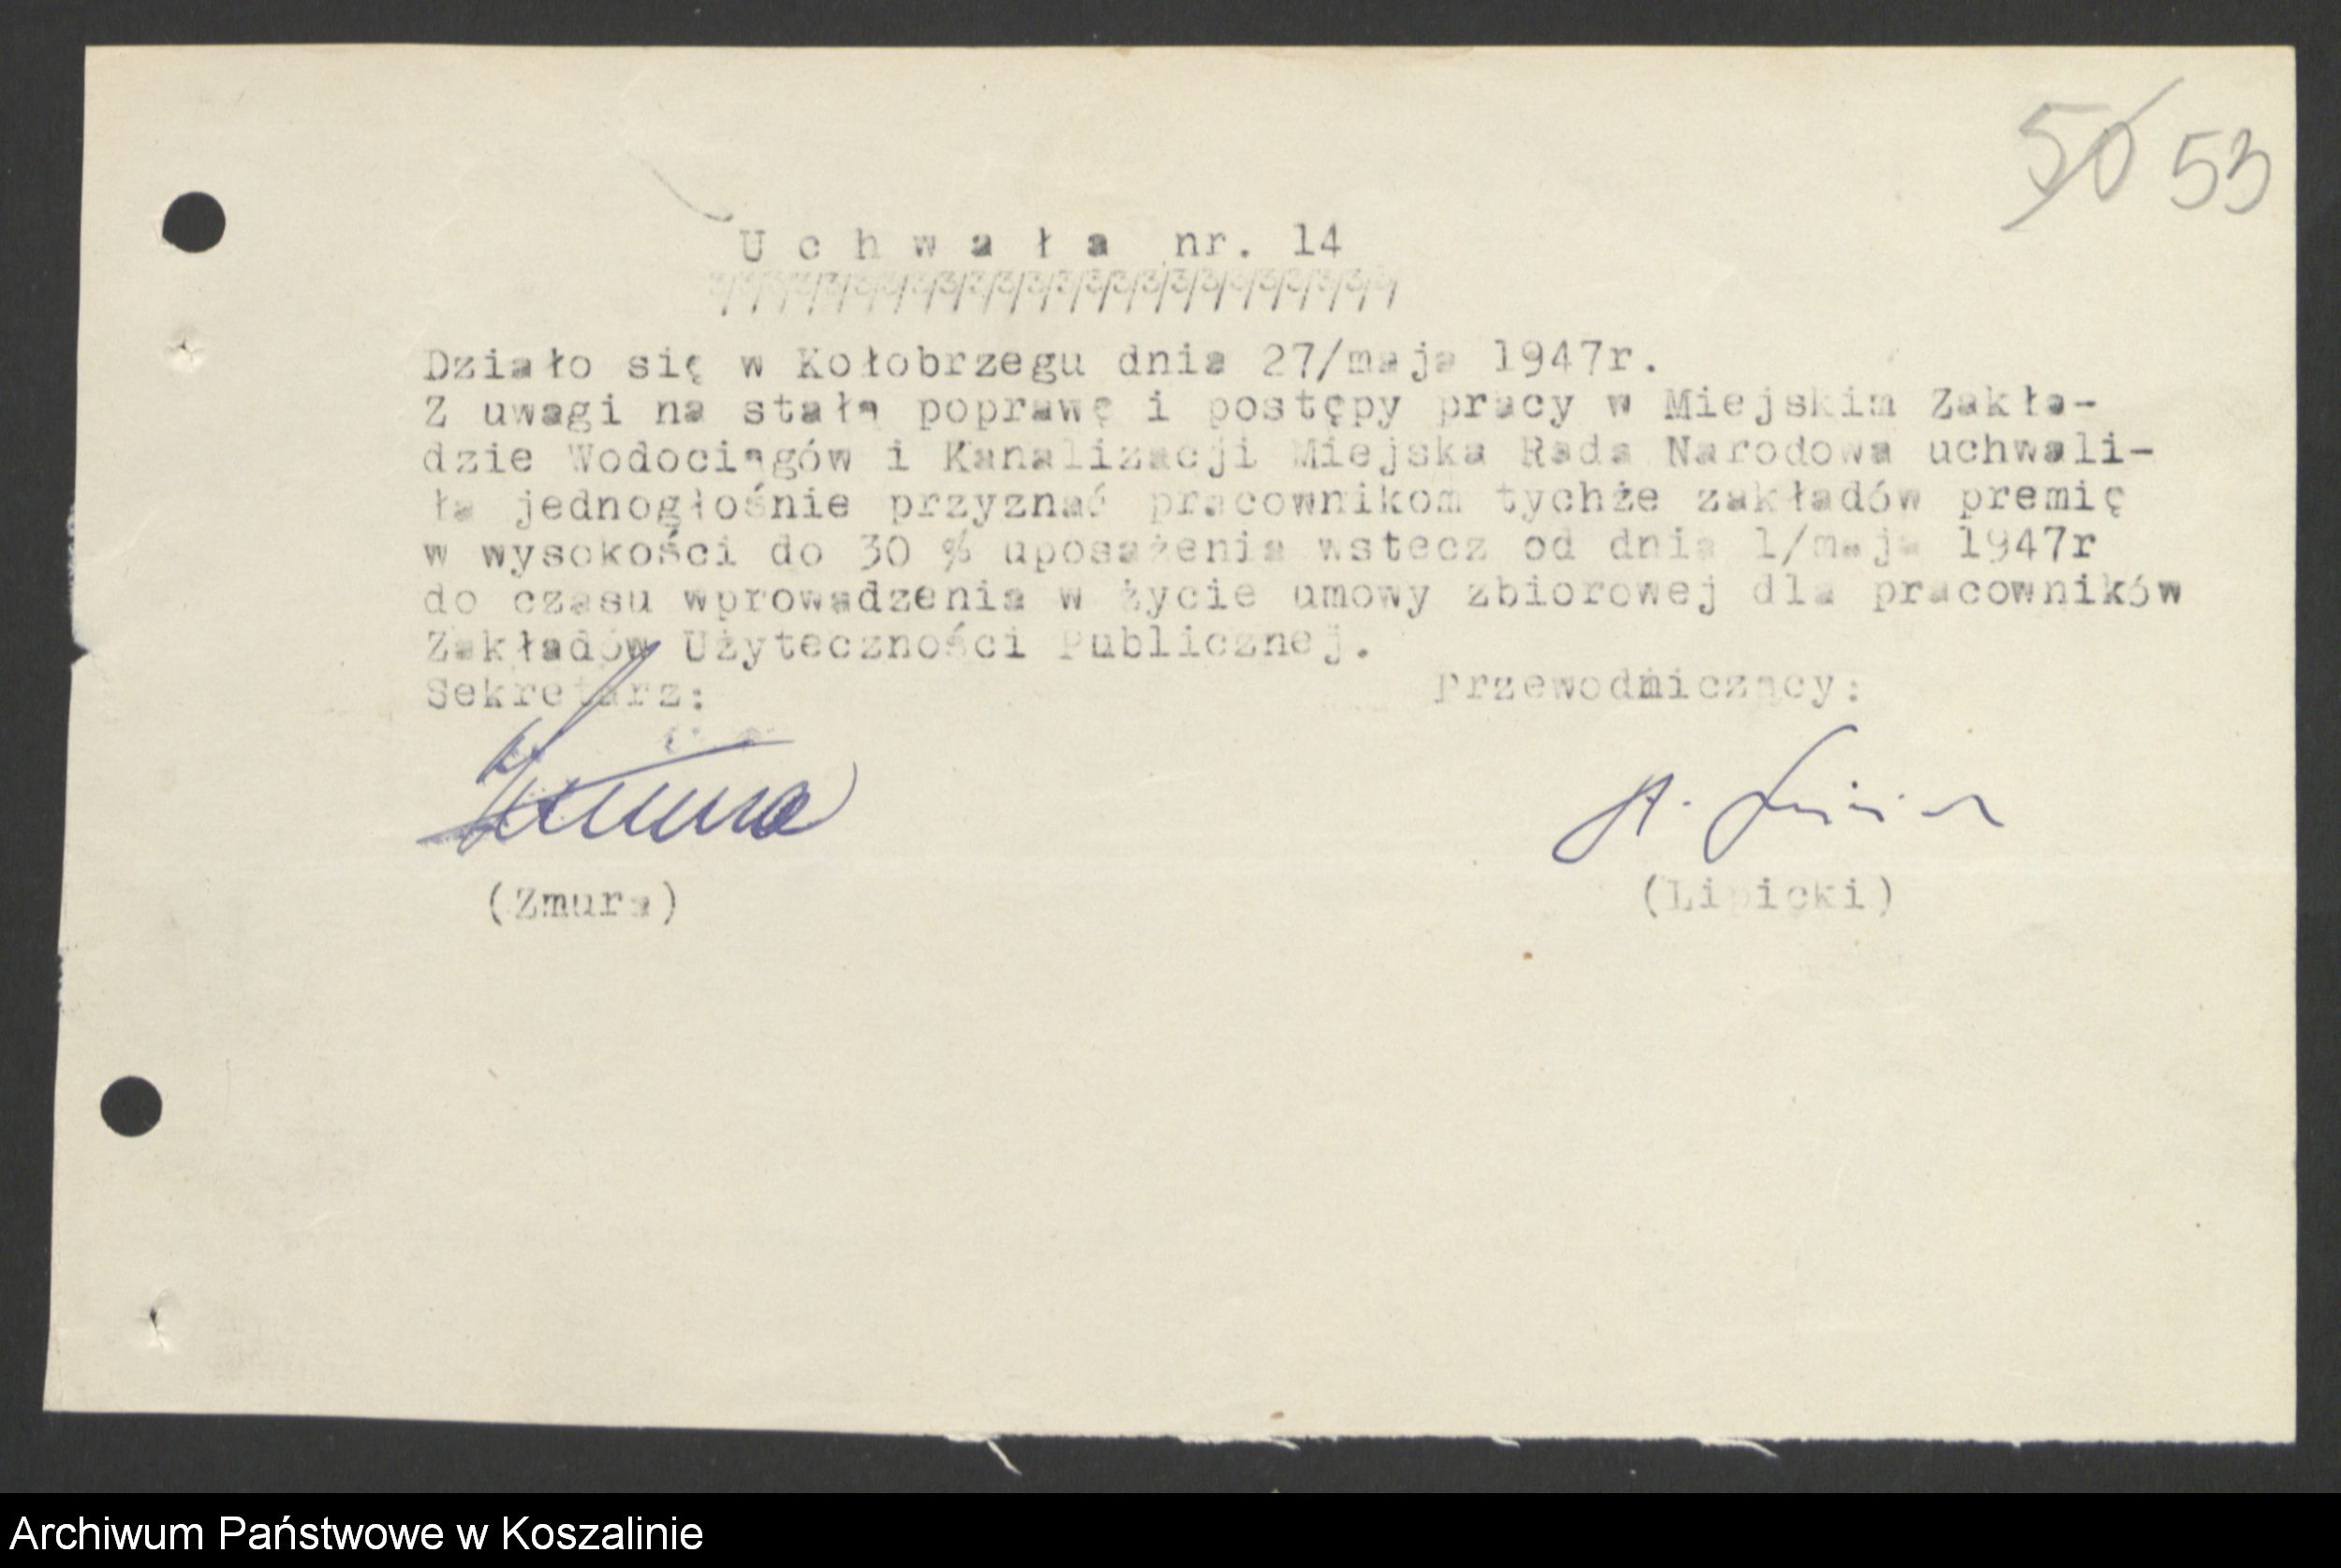 50 53
U c h w a ł a nr. 14
Działo się w Kołobrzegu dnia 27/maja 1947r.
Z uwagi na stałą poprawę i postępy pracy w Miejskim Zakła-
dzie Wodociągów i Kanalizacji Miejska Rada Narodowa uchwali-
ła jednogłośnie przyznać pracownikom tychże zakładów premię
w wysokości do 30 % uposażenia wstecz od dnia 1/maja 1947r
do czasu wprowadzenia w życie umowy zbiorowej dla pracowników
Zakładów Użyteczności Publicznej.
Sekretarz: Przewodniczący:
Zmura
(Zmura) (Lipicki)
Archiwum Państwowe w Koszalinie